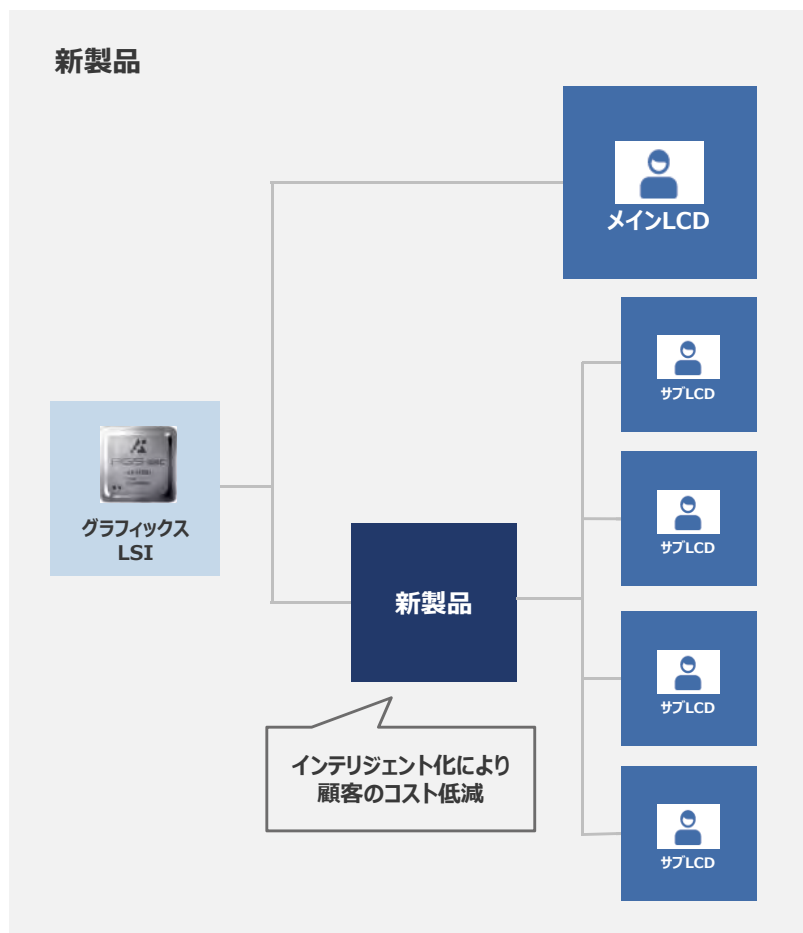 新製品
メインLCD
サブLCD
グラフィックス
LSI
サブLCD
新製品
サブLCD
インテリジェント化により
顧客のコスト低減
サブLCD